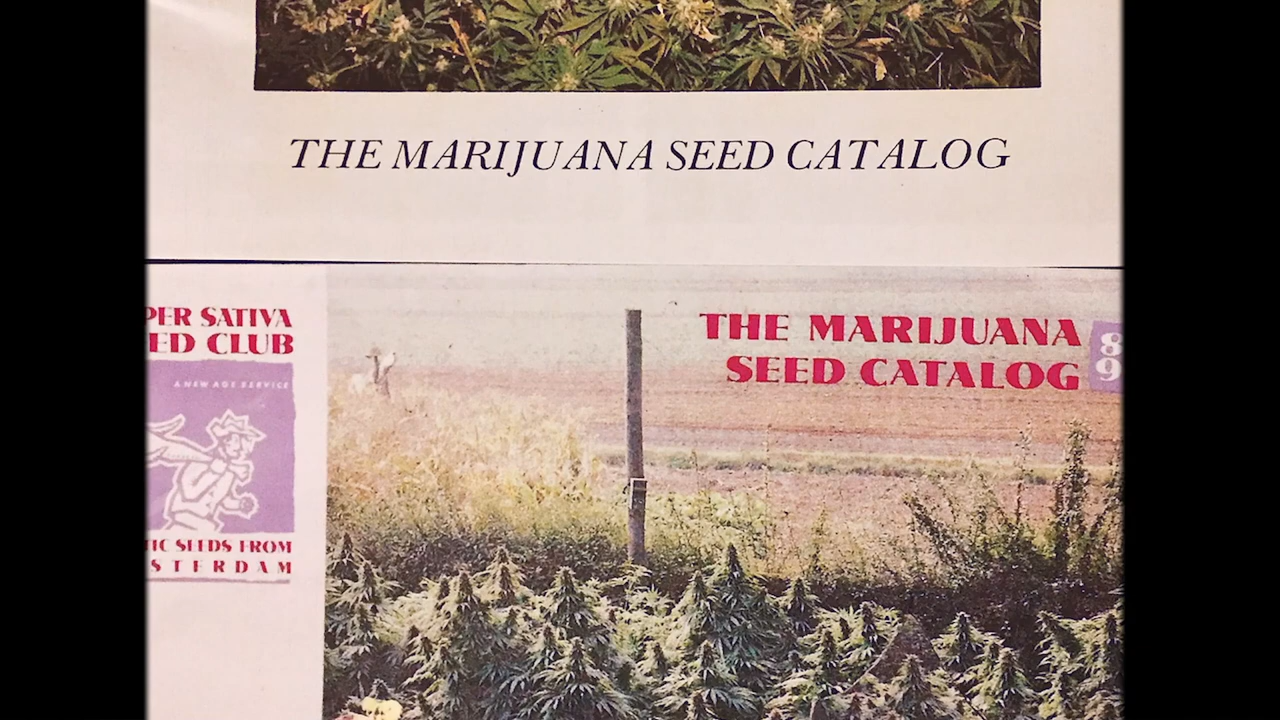 THE MARIJUANA SEED CATALOG
PER SATIVA
ED CLUB
A NEW AGE SERVICE
TIC SEEDS FROM
STERDAM
THE MARIJUANA
SEED CATALOG
8
9